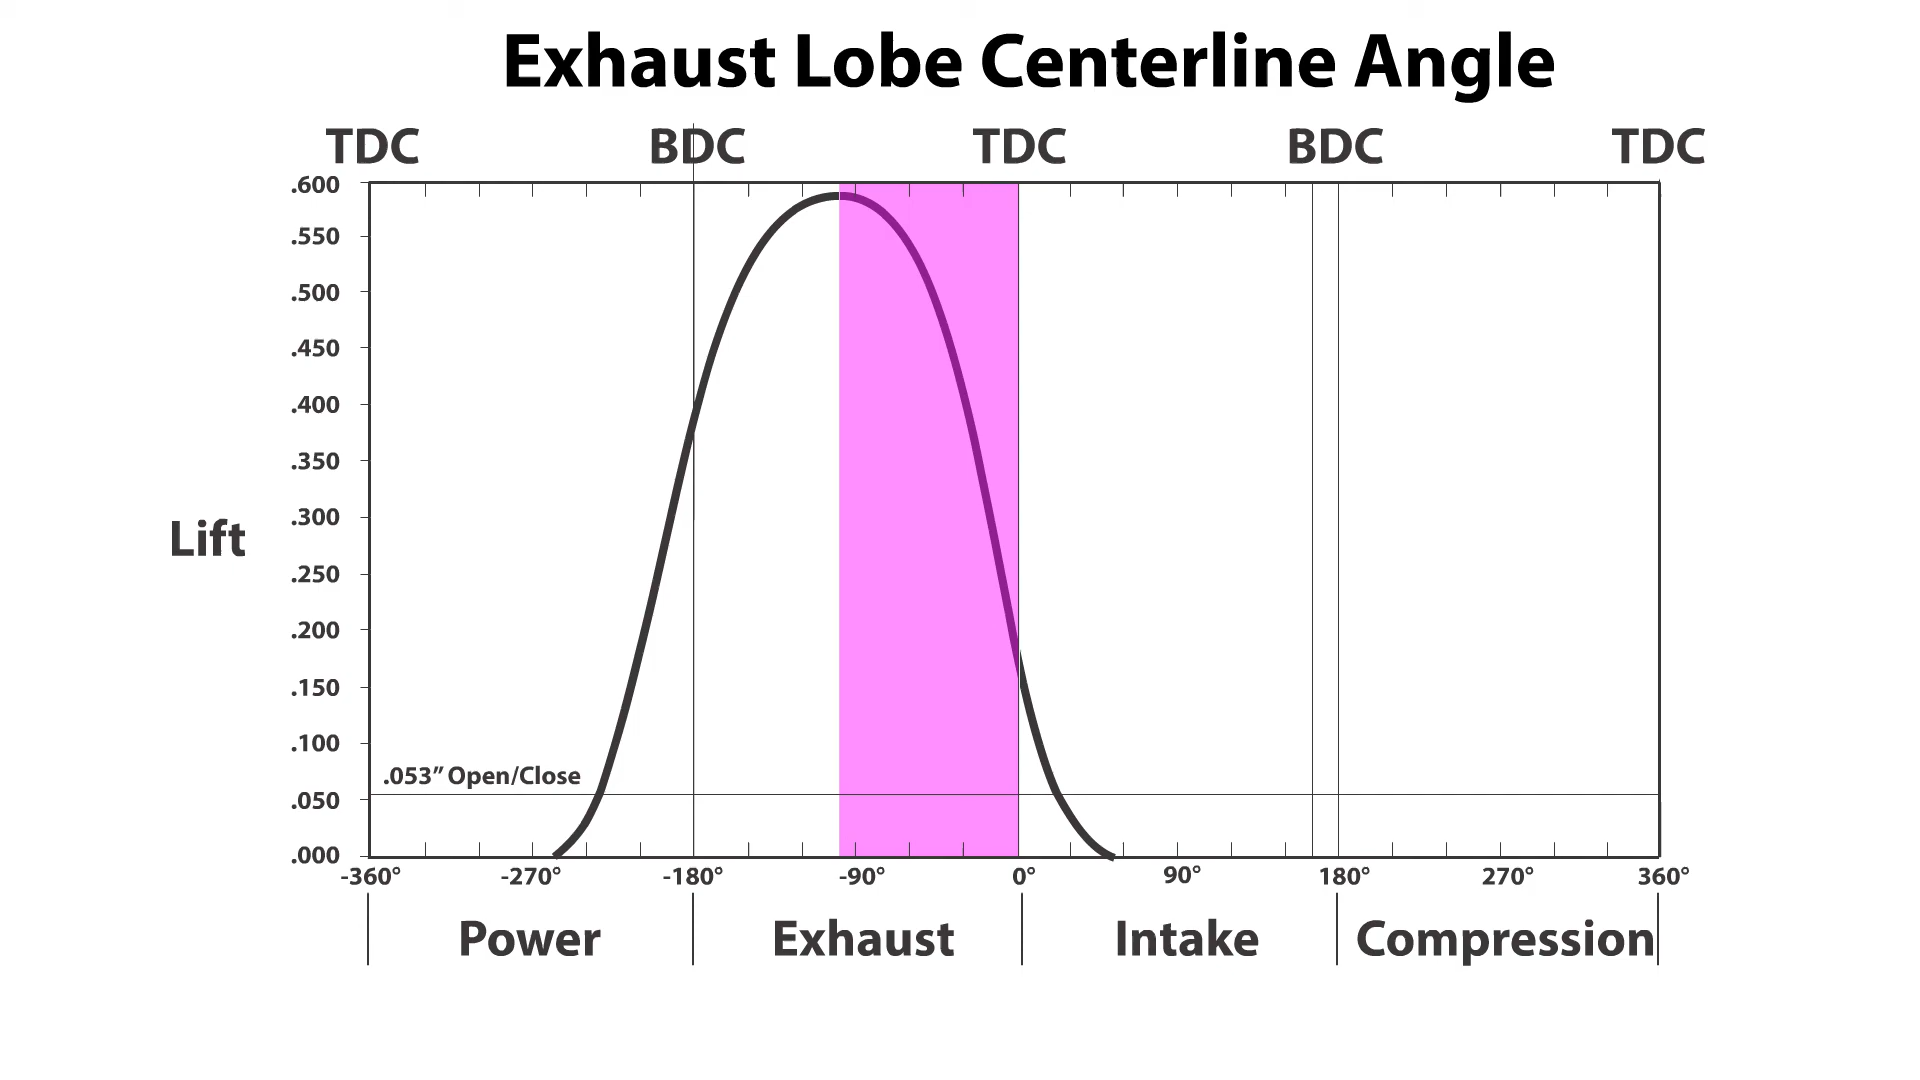 Exhaust Lobe Centerline Angle
TDC BDC TDC BDC TDC
.600
.550
.500
.450
.400
.350
.300
Lift
.250
.200
.150
.100
.053” Open/Close
.050
.000
-360° -270° -180° -90° 0° 90° 180° 270° 360°
Power Exhaust Intake Compression